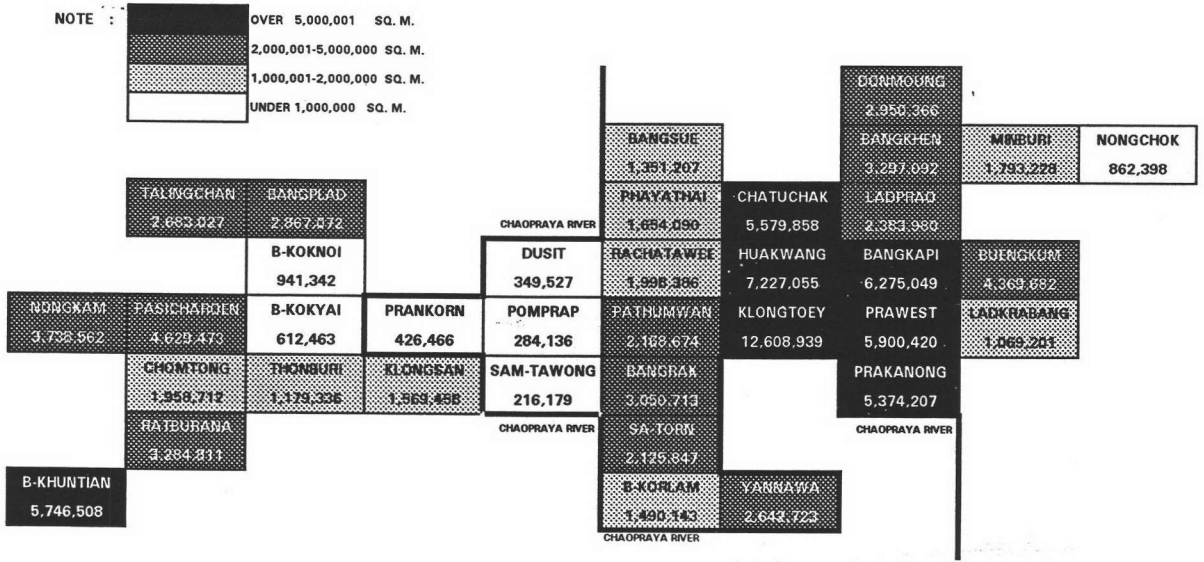 NOTE :
OVER 5,000,001 SQ. M.
2,000,001-5,000,000 SQ. M.
1,000,001-2,000,000 SQ. M.
UNDER 1,000,000 SQ. M.
DONMOUNG
2,950,366
BANGSUE
1,351,207
BANGKHEN
3,297,092
MINBURI
1,793,228
NONGCHOK
862,398
TALINGCHAN
2,683,027
BANGPLAD
2,867,072
CHAOPRAYA RIVER
PHAYATHAI
1,654,090
CHATUCHAK
5,579,858
LADPRAO
2,383,980
B-KOKNOI
941,342
DUSIT
349,527
RACHATAWEE
1,998,386
HUAKWANG
7,227,055
BANGKAPI
6,275,049
BUENGKUM
4,369,682
NONGKAM
3,738,562
PASICHAROEN
4,629,473
B-KOKYAI
612,463
PRANKORN
426,466
POMPRAP
284,136
PATHUMWAN
2,168,674
KLONGTOEY
12,608,939
PRAWEST
5,900,420
LADKRABANG
1,069,201
CHOMTONG
1,958,712
THONBURI
1,179,336
KLONGSAN
1,569,458
SAM-TAWONG
216,179
BANGRAK
3,050,713
PRAKANONG
5,374,207
RATBURANA
3,284,811
CHAOPRAYA RIVER
SA-TORN
2,125,847
CHAOPRAYA RIVER
B-KHUNTIAN
5,746,508
B-KORLAM
1,490,143
YANNAWA
2,642,723
CHAOPRAYA RIVER